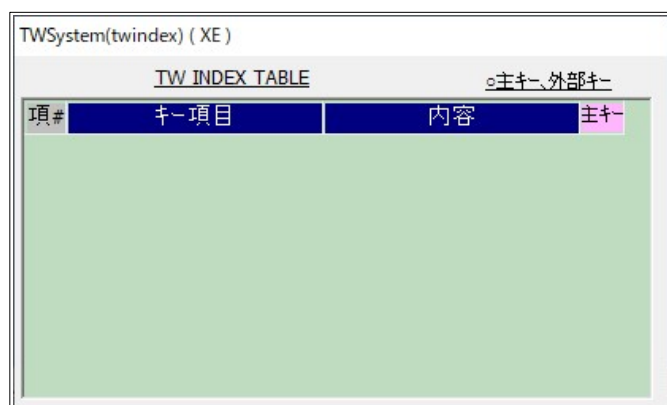 TWSystem(twindex) ( XE )
TW INDEX TABLE ○主キー、外部キー
項# キー項目 内容 主キー